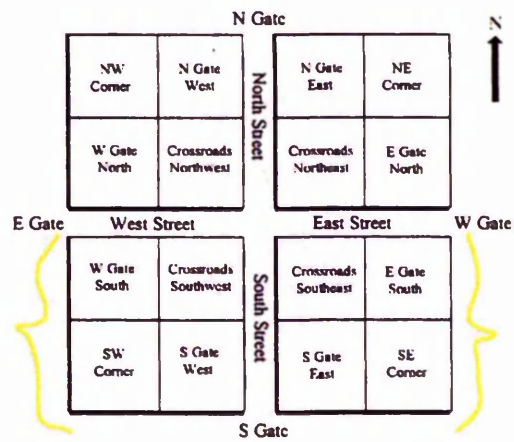 N Gate
N
NW
Corner
N Gate
West
North Street
N Gate
East
NE
Corner
W Gate
North
Crossroads
Northwest
Crossroads
Northeast
E Gate
North
E Gate
West Street
East Street
W Gate
W Gate
South
Crossroads
Southwest
South Street
Crossroads
Southeast
E Gate
South
SW
Corner
S Gate
West
S Gate
East
SE
Corner
S Gate